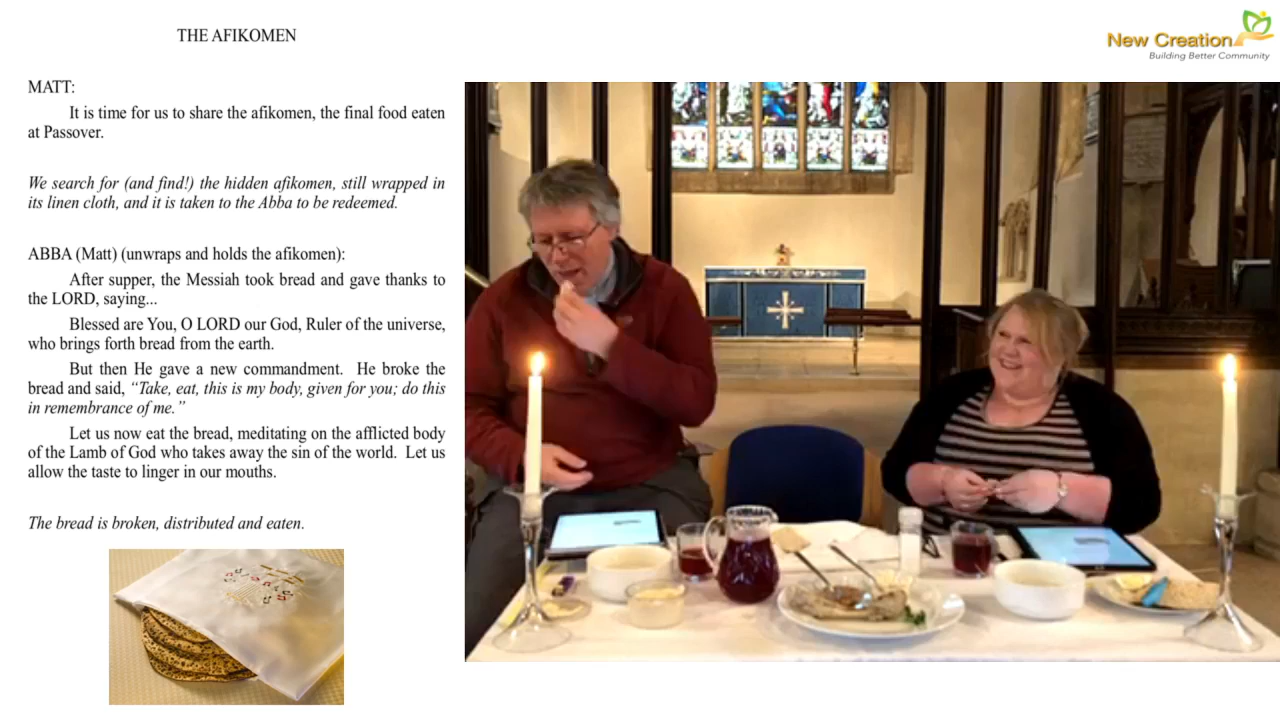 THE AFIKOMEN
New Creation
Building Better Community
MATT:
It is time for us to share the afikomen, the final food eaten
at Passover.
We search for (and find!) the hidden afikomen, still wrapped in
its linen cloth, and it is taken to the Abba to be redeemed.
ABBA (Matt) (unwraps and holds the afikomen):
After supper, the Messiah took bread and gave thanks to
the LORD, saying...
Blessed are You, O LORD our God, Ruler of the universe,
who brings forth bread from the earth.
But then He gave a new commandment. He broke the
bread and said, “Take, eat, this is my body, given for you; do this
in remembrance of me.”
Let us now eat the bread, meditating on the afflicted body
of the Lamb of God who takes away the sin of the world. Let us
allow the taste to linger in our mouths.
The bread is broken, distributed and eaten.